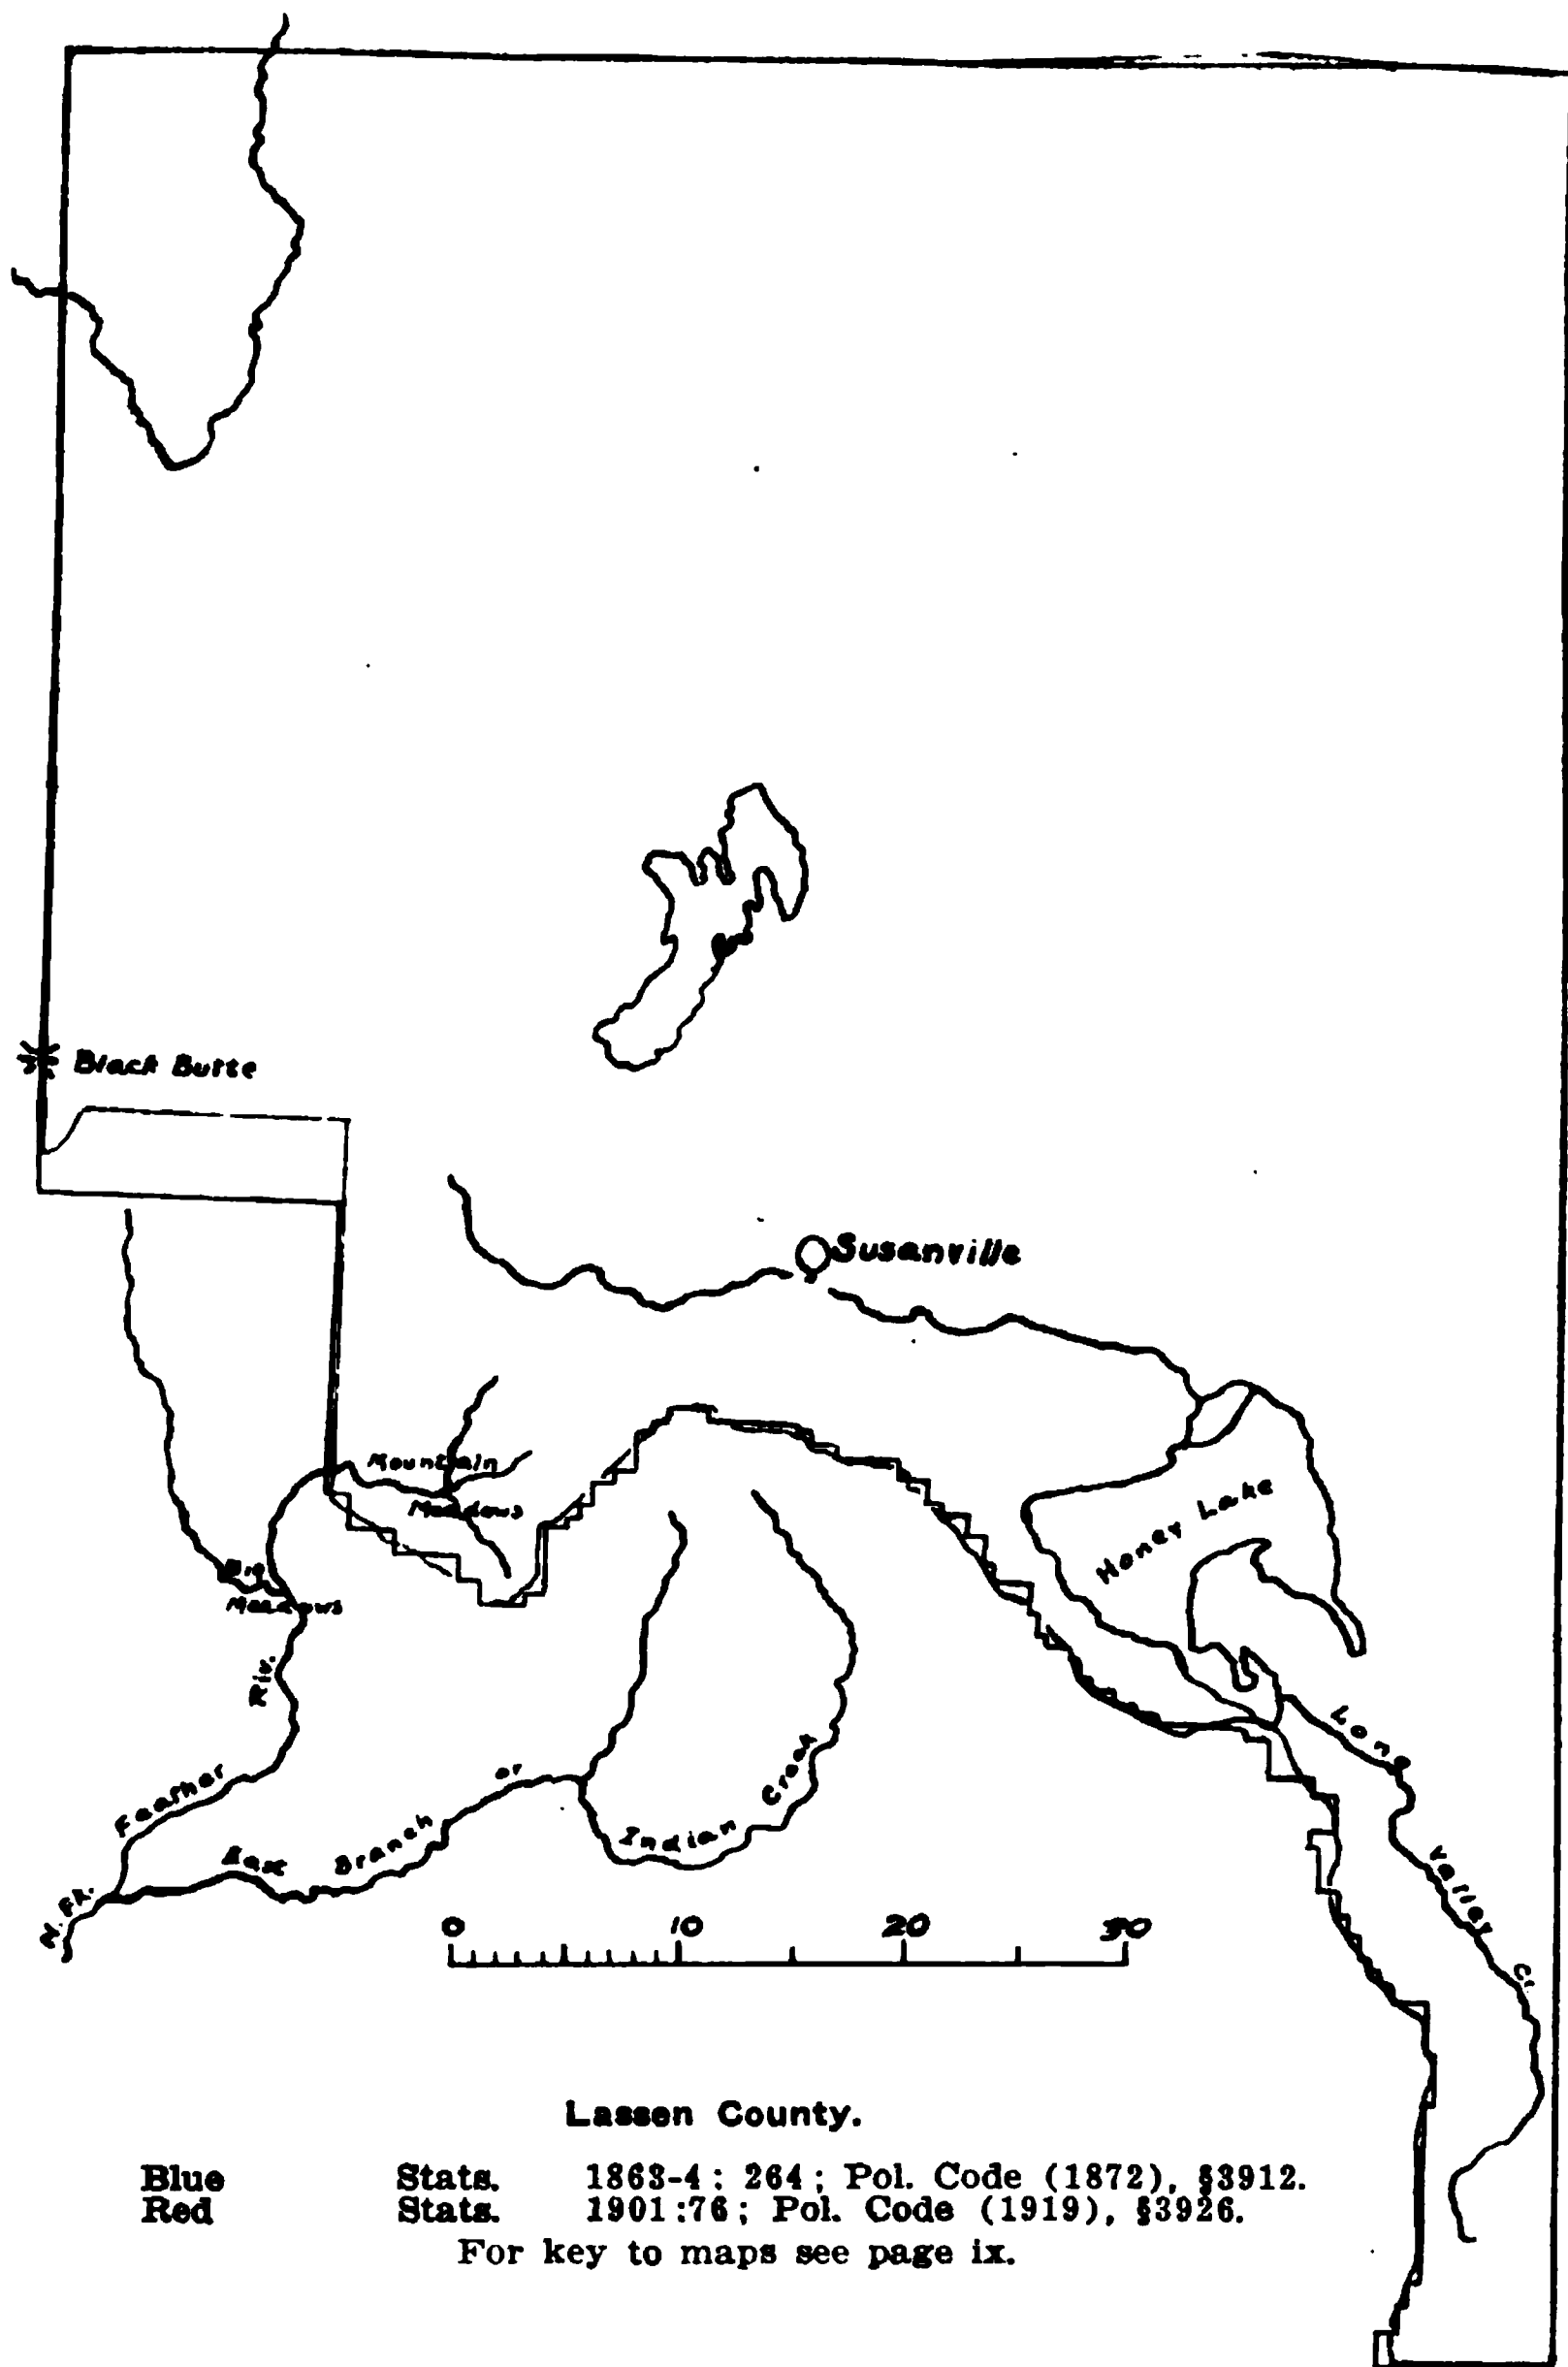 Black Butte
Susanville
Mountain
Meadows
Honey Lake
Big
Meadows
Riv.
Feather
N. Fk.
East Branch or
Indian Creek
Long Valley Cr.
0 10 20 30
Lassen County.
Blue Stats. 1863-4: 264; Pol. Code (1872), §3912.
Red Stats. 1901:76; Pol. Code (1919), §3926.
For key to maps see page ix.